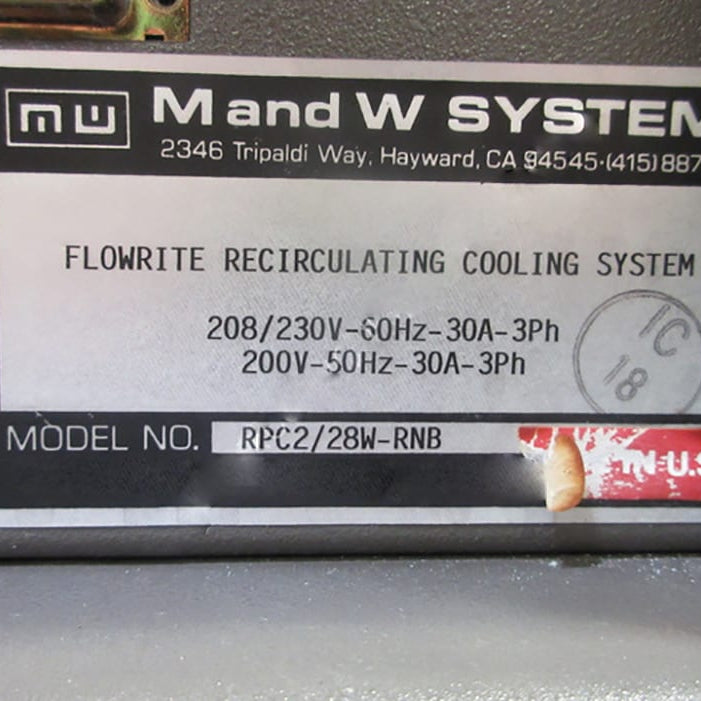 MW M and W SYSTEM
2346 Tripaldi Way, Hayward, CA 94545·(415)887
FLOWRITE RECIRCULATING COOLING SYSTEM
208/230V-60Hz-30A-3Ph
200V-50Hz-30A-3Ph
IC
18
MODEL NO. RPC2/28W-RNB
IN U.S